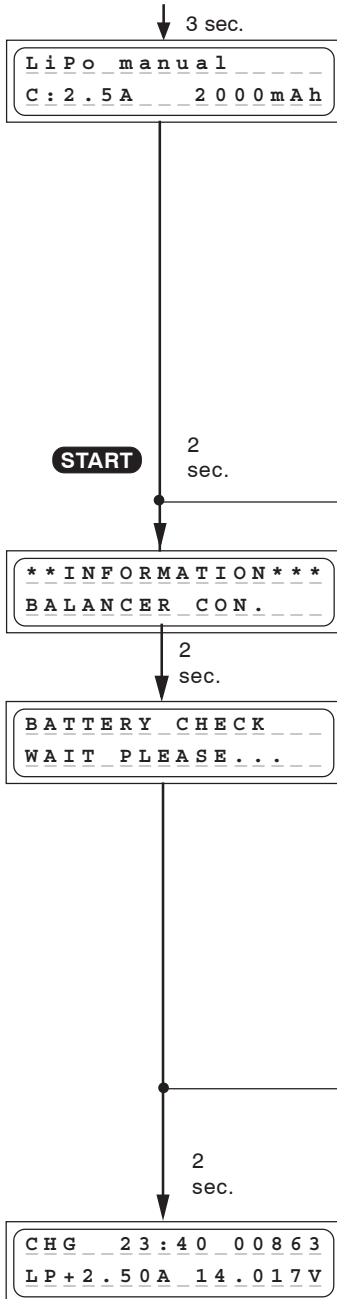 3 sec.
LiPo manual
C:2.5A 2000mAh
START
2
sec.
**INFORMATION***
BALANCER CON.
2
sec.
BATTERY CHECK
WAIT PLEASE...
2
sec.
CHG 23:40 00863
LP+2.50A 14.017V